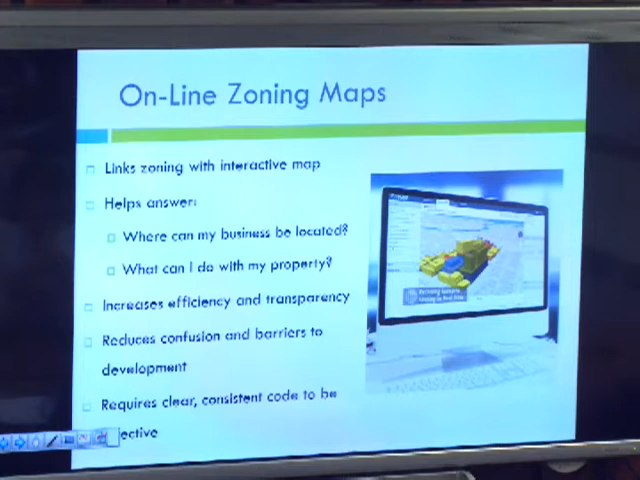 On-Line Zoning Maps
Links zoning with interactive map
Helps answer:
Where can my business be located?
What can I do with my property?
Increases efficiency and transparency
Reduces confusion and barriers to
development
Requires clear, consistent code to be
ective